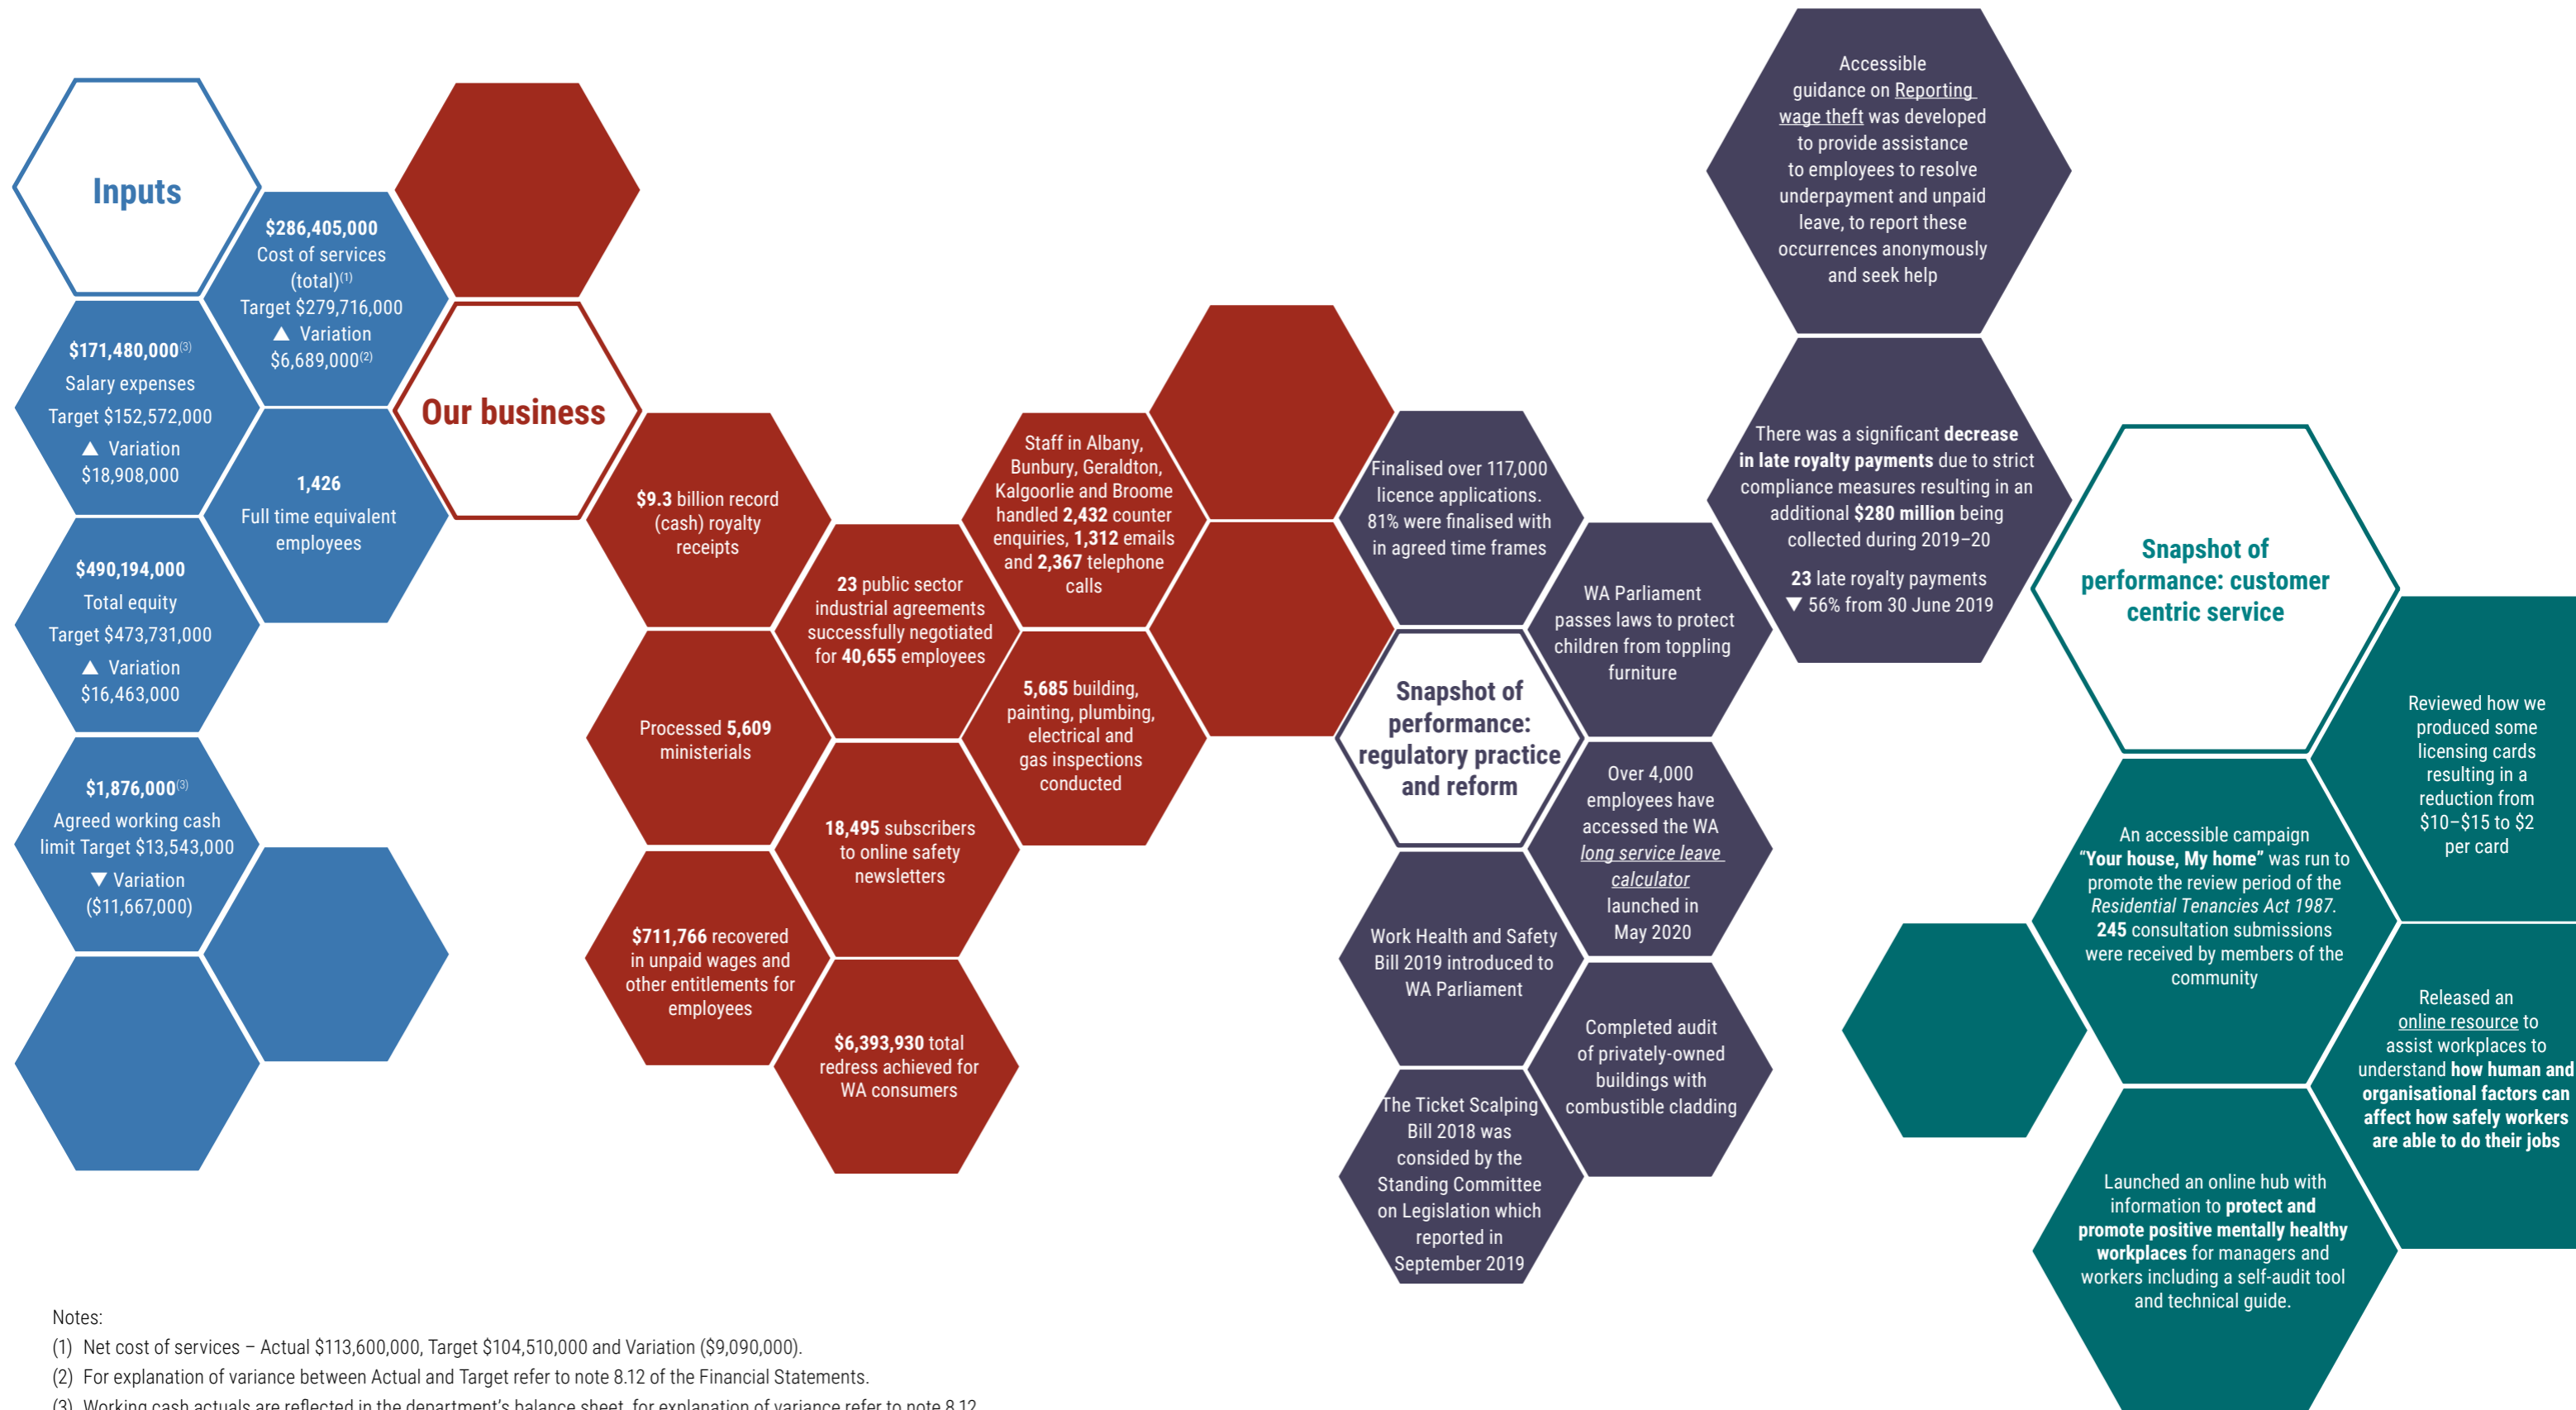 Inputs
$286,405,000
Cost of services
(total)(1)
Target $279,716,000
▲ Variation
$6,689,000(2)
$171,480,000(3)
Salary expenses
Target $152,572,000
▲ Variation
$18,908,000
1,426
Full time equivalent
employees
$490,194,000
Total equity
Target $473,731,000
▲ Variation
$16,463,000
$1,876,000(3)
Agreed working cash
limit Target $13,543,000
▼ Variation
($11,667,000)
Our business
$9.3 billion record
(cash) royalty
receipts
23 public sector
industrial agreements
successfully negotiated
for 40,655 employees
Staff in Albany,
Bunbury, Geraldton,
Kalgoorlie and Broome
handled 2,432 counter
enquiries, 1,312 emails
and 2,367 telephone
calls
Processed 5,609
ministerials
5,685 building,
painting, plumbing,
electrical and
gas inspections
conducted
18,495 subscribers
to online safety
newsletters
$711,766 recovered
in unpaid wages and
other entitlements for
employees
$6,393,930 total
redress achieved for
WA consumers
Snapshot of
performance:
regulatory practice
and reform
Finalised over 117,000
licence applications.
81% were finalised with
in agreed time frames
WA Parliament
passes laws to protect
children from toppling
furniture
Over 4,000
employees have
accessed the WA
long service leave
calculator
launched in
May 2020
Work Health and Safety
Bill 2019 introduced to
WA Parliament
Completed audit
of privately-owned
buildings with
combustible cladding
The Ticket Scalping
Bill 2018 was
consided by the
Standing Committee
on Legislation which
reported in
September 2019
Accessible
guidance on Reporting
wage theft was developed
to provide assistance
to employees to resolve
underpayment and unpaid
leave, to report these
occurrences anonymously
and seek help
There was a significant decrease
in late royalty payments due to strict
compliance measures resulting in an
additional $280 million being
collected during 2019–20
23 late royalty payments
▼ 56% from 30 June 2019
Snapshot of
performance: customer
centric service
Reviewed how we
produced some
licensing cards
resulting in a
reduction from
$10–$15 to $2
per card
An accessible campaign
“Your house, My home” was run to
promote the review period of the
Residential Tenancies Act 1987.
245 consultation submissions
were received by members of the
community
Released an
online resource to
assist workplaces to
understand how human and
organisational factors can
affect how safely workers
are able to do their jobs
Launched an online hub with
information to protect and
promote positive mentally healthy
workplaces for managers and
workers including a self-audit tool
and technical guide.
Notes:
(1) Net cost of services – Actual $113,600,000, Target $104,510,000 and Variation ($9,090,000).
(2) For explanation of variance between Actual and Target refer to note 8.12 of the Financial Statements.
(3) Working cash actuals are reflected in the department's balance sheet, for explanation of variance refer to note 8.12